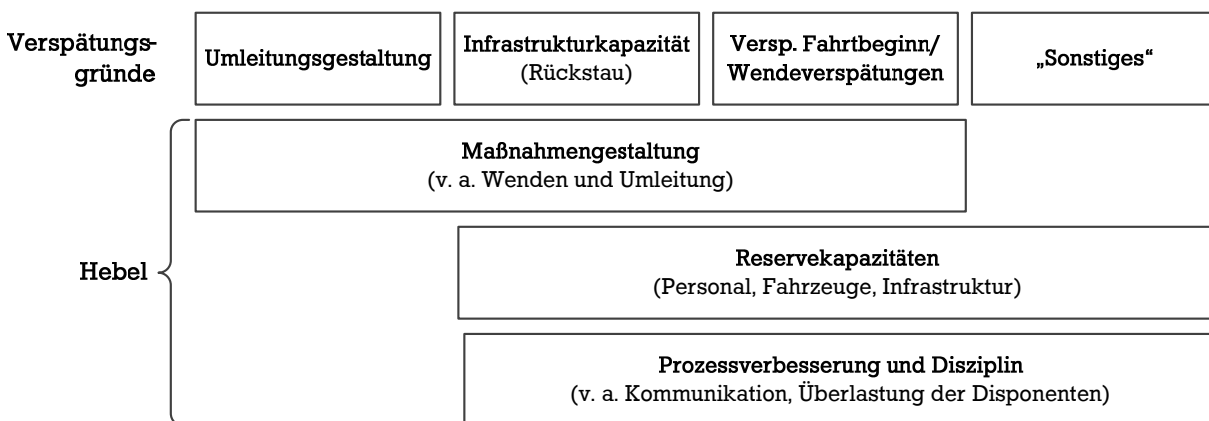 Verspätungs-
gründe
Umleitungsgestaltung
Infrastrukturkapazität
(Rückstau)
Versp. Fahrtbeginn/
Wendeverspätungen
„Sonstiges“
Hebel
Maßnahmengestaltung
(v. a. Wenden und Umleitung)
Reservekapazitäten
(Personal, Fahrzeuge, Infrastruktur)
Prozessverbesserung und Disziplin
(v. a. Kommunikation, Überlastung der Disponenten)